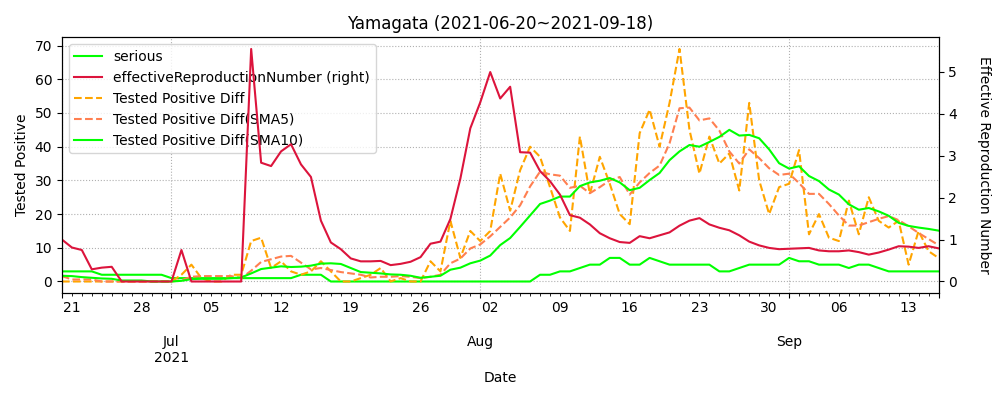 Yamagata (2021-06-20~2021-09-18)
serious
effectiveReproductionNumber (right)
Tested Positive Diff
Tested Positive Diff(SMA5)
Tested Positive Diff(SMA10)
Tested Positive
70
60
50
40
30
20
10
0
5
4
3
2
1
0
Effective Reproduction Number
21 28 05 12 19 26 02 09 16 23 30 06 13
Jul Aug Sep
2021
Date